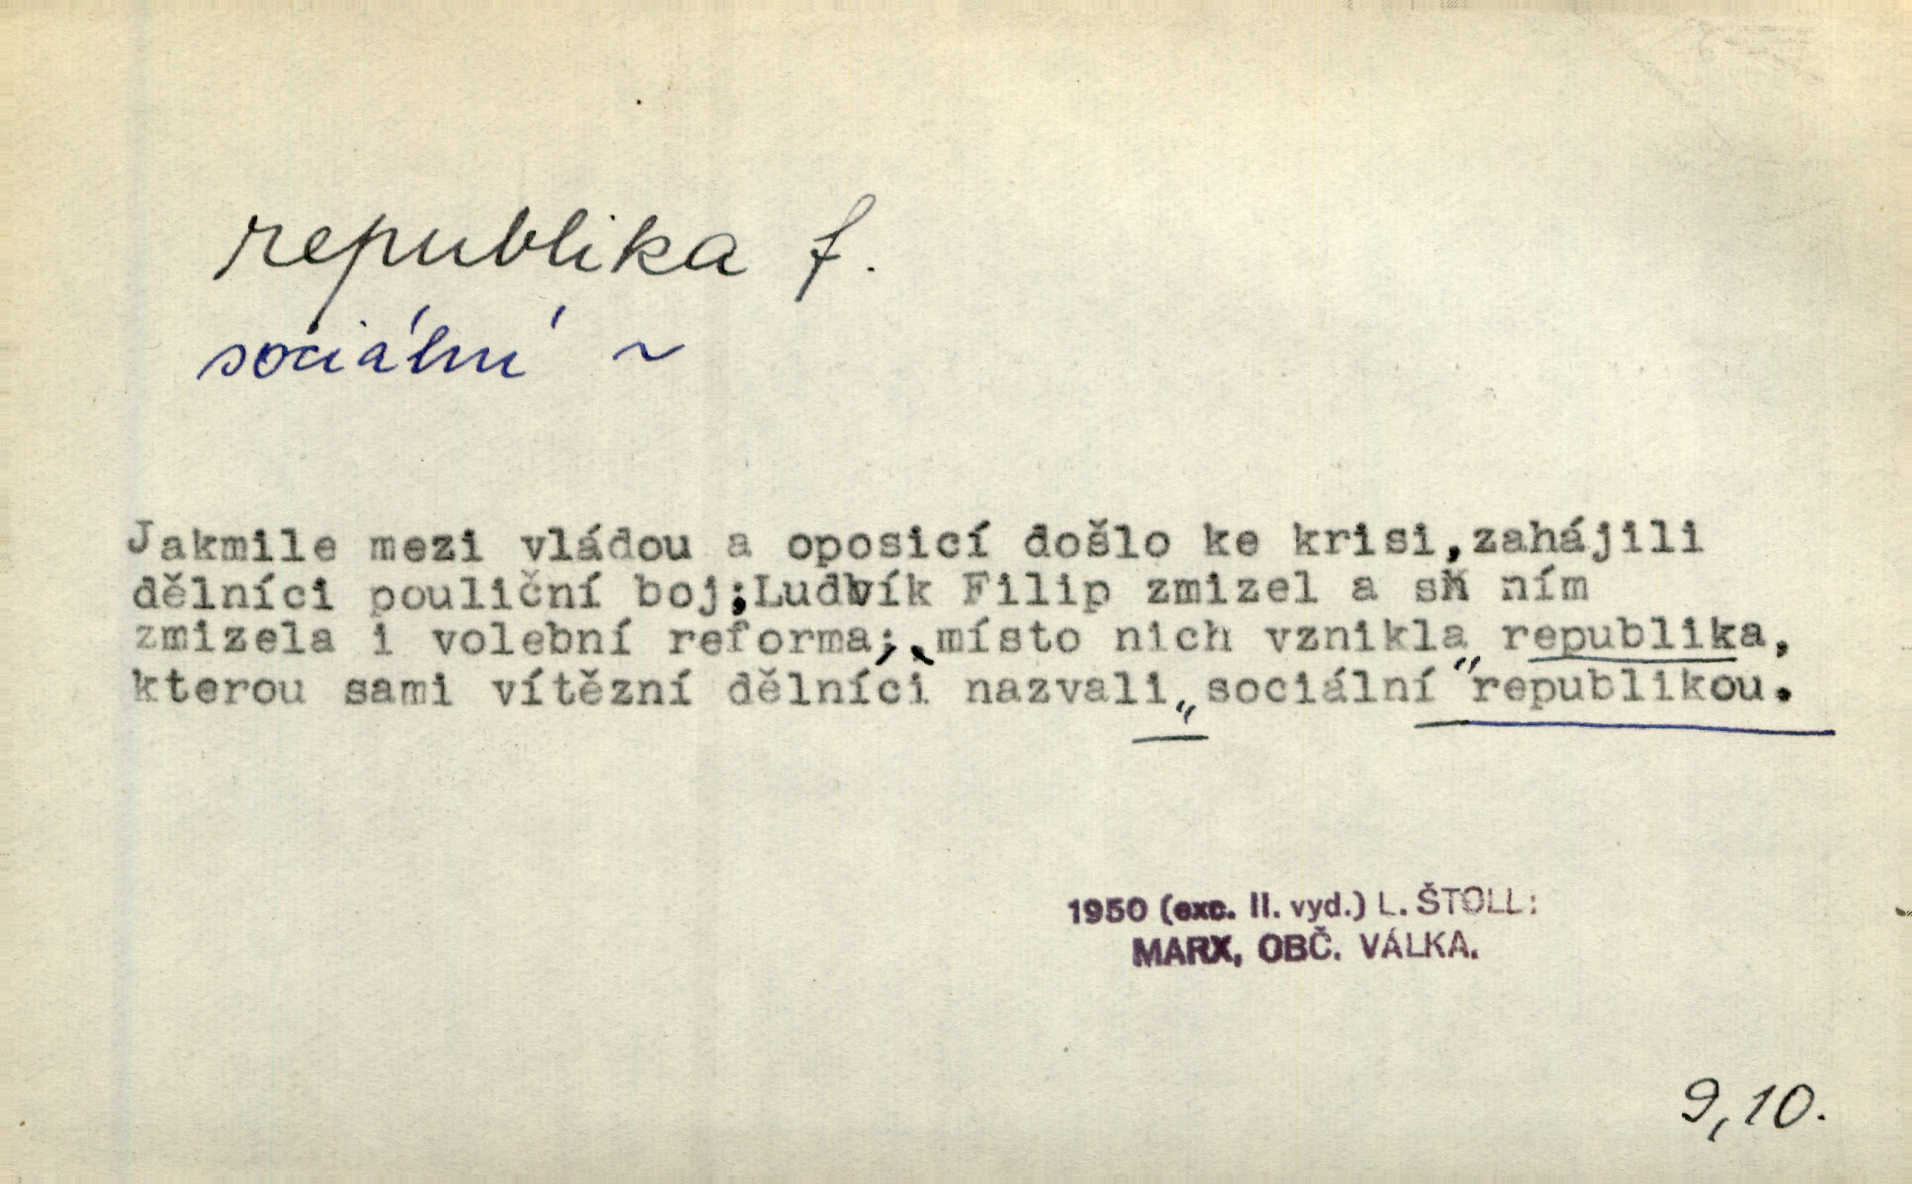 republika f.
sociální ~
Jakmile mezi vládou a oposicí došlo ke krisi,zahájili
dělníci pouliční boj;Ludvík Filip zmizel a s ním
zmizela i volební reforma; místo nich vznikla republika,
kterou sami vítězní dělníci nazvali „sociální" republikou.
1950 (exc. II. vyd.) L. ŠTOLL:
MARX, OBČ. VÁLKA.
9,10.